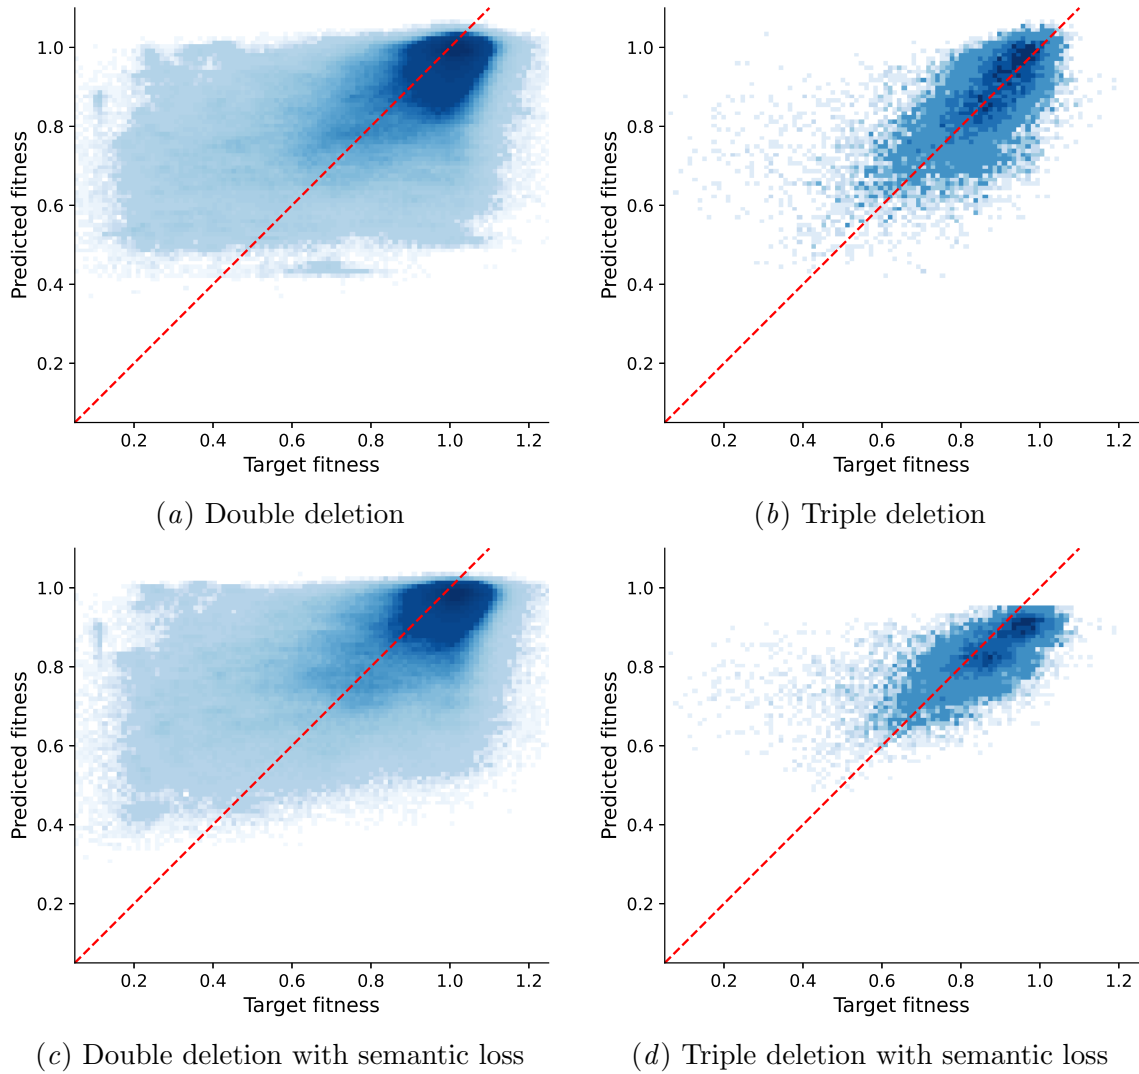 1.0
0.8
0.6
0.4
0.2
Predicted fitness
0.2 0.4 0.6 0.8 1.0 1.2
Target fitness
(a) Double deletion
1.0
0.8
0.6
0.4
0.2
Predicted fitness
0.2 0.4 0.6 0.8 1.0 1.2
Target fitness
(b) Triple deletion
1.0
0.8
0.6
0.4
0.2
Predicted fitness
0.2 0.4 0.6 0.8 1.0 1.2
Target fitness
(c) Double deletion with semantic loss
1.0
0.8
0.6
0.4
0.2
Predicted fitness
0.2 0.4 0.6 0.8 1.0 1.2
Target fitness
(d) Triple deletion with semantic loss